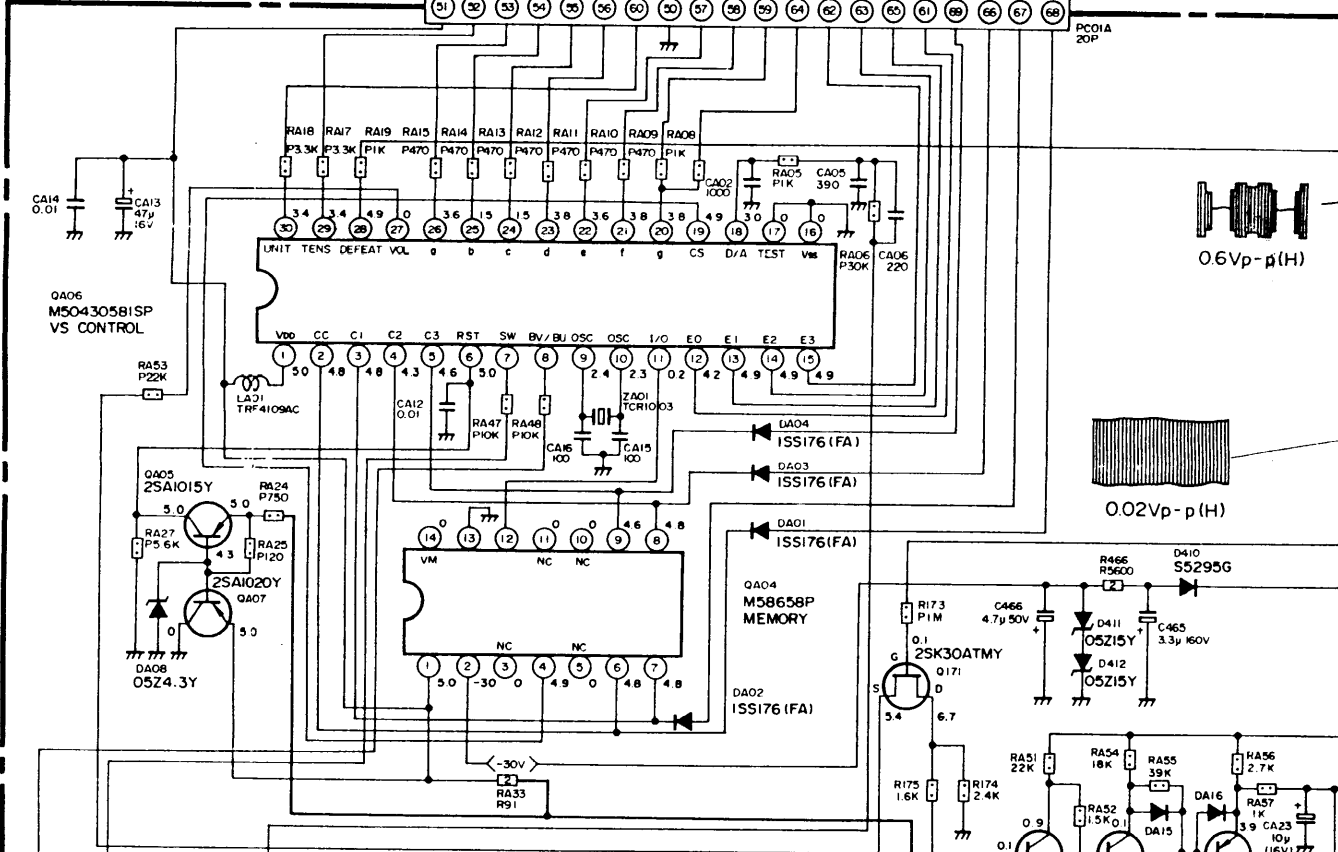 51 52 53 54 55 56 60 50 57 58 59 64 62 63 65 61 69 66 67 68
PC01A
20P
RA18 RA17 RA19 RA15 RA14 RA13 RA12 RA11 RA10 RA09 RA08
P3.3K P3.3K P1K P470 P470 P470 P470 P470 P470 P470 P1K
CA14
0.01
CA13
47µ
16V
CA02
1000
RA05
P1K
CA05
390
3.4 3.4 4.9 0 3.6 1.5 1.5 3.8 3.6 3.8 3.8 4.9 3.0 0 0
30 29 28 27 26 25 24 23 22 21 20 19 18 17 16
UNIT TENS DEFEAT VOL a b c d e f g CS D/A TEST Vss
RA06
P30K
CA06
220
0.6Vp-p(H)
QA06
M50430581SP
VS CONTROL
VDD CC C1 C2 C3 RST SW BV/BU OSC OSC I/O E0 E1 E2 E3
1 2 3 4 5 6 7 8 9 10 11 12 13 14 15
5.0 4.8 4.8 4.3 4.6 5.0 2.4 2.3 0.2 4.2 4.9 4.9 4.9
RA53
P22K
LA01
TRF4109AC
CA12
0.01
RA47
P10K
RA48
P10K
ZA01
TCR1003
CA16
100
CA15
100
DA04
1SS176(FA)
DA03
1SS176(FA)
DA01
1SS176(FA)
0.02Vp-p(H)
QA05
2SA1015Y
RA24
P750
5.0 5.0
RA27
P5.6K
RA25
P120
4.3
2SA1020Y
QA07
0 5.0
DA08
05Z4.3Y
0 0 0 4.6 4.8
14 13 12 11 10 9 8
VM NC NC
QA04
M58658P
MEMORY
NC NC
1 2 3 4 5 6 7
5.0 -30 0 4.9 0 4.8 4.8
DA02
1SS176(FA)
-30V
RA33
R91
2
R173
P1M
0.1
2SK30ATMY
G
Q171
S D
5.4 6.7
R175
1.6K
R174
2.4K
C466
4.7µ50V
+
R466
R5600
2
D410
S5295G
D411
05Z15Y
D412
05Z15Y
C465
3.3µ160V
+
RA51
22K
RA54
18K
RA55
39K
RA56
2.7K
RA52
1.5K
DA15
DA16
RA57
1K
CA23
10µ
(16V)
+
0.9 0.1 3.9
0.1